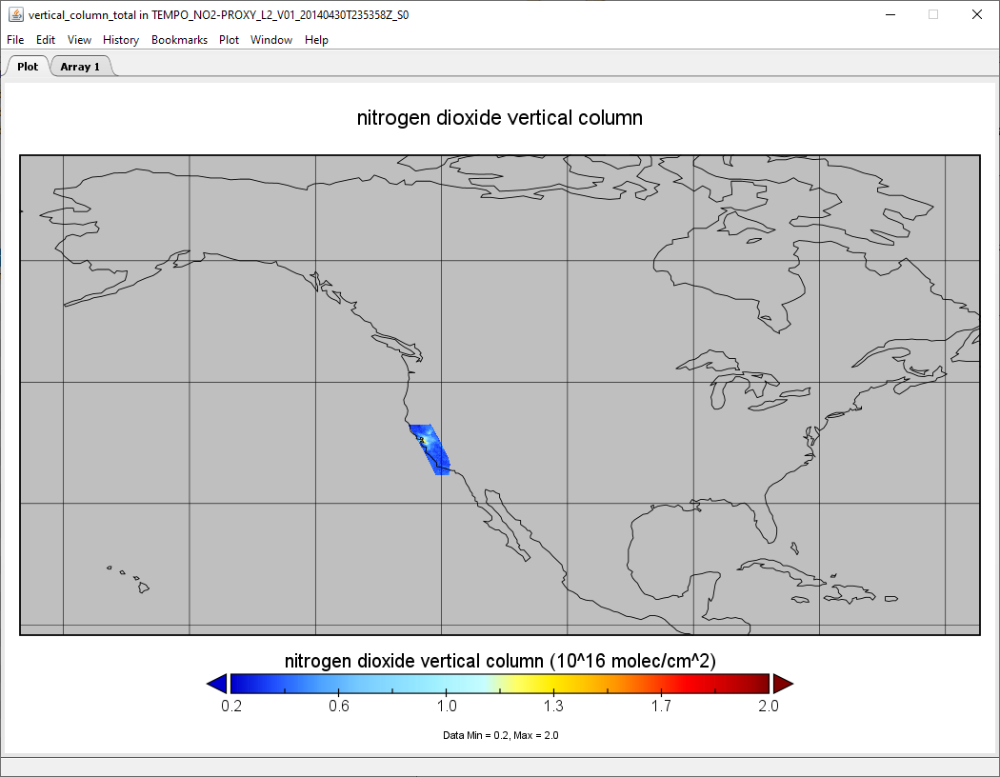 vertical_column_total in TEMPO_NO2-PROXY_L2_V01_20140430T235358Z_S0
File Edit View History Bookmarks Plot Window Help
Plot Array 1
nitrogen dioxide vertical column
nitrogen dioxide vertical column (10^16 molec/cm^2)
0.2 0.6 1.0 1.3 1.7 2.0
Data Min = 0.2, Max = 2.0